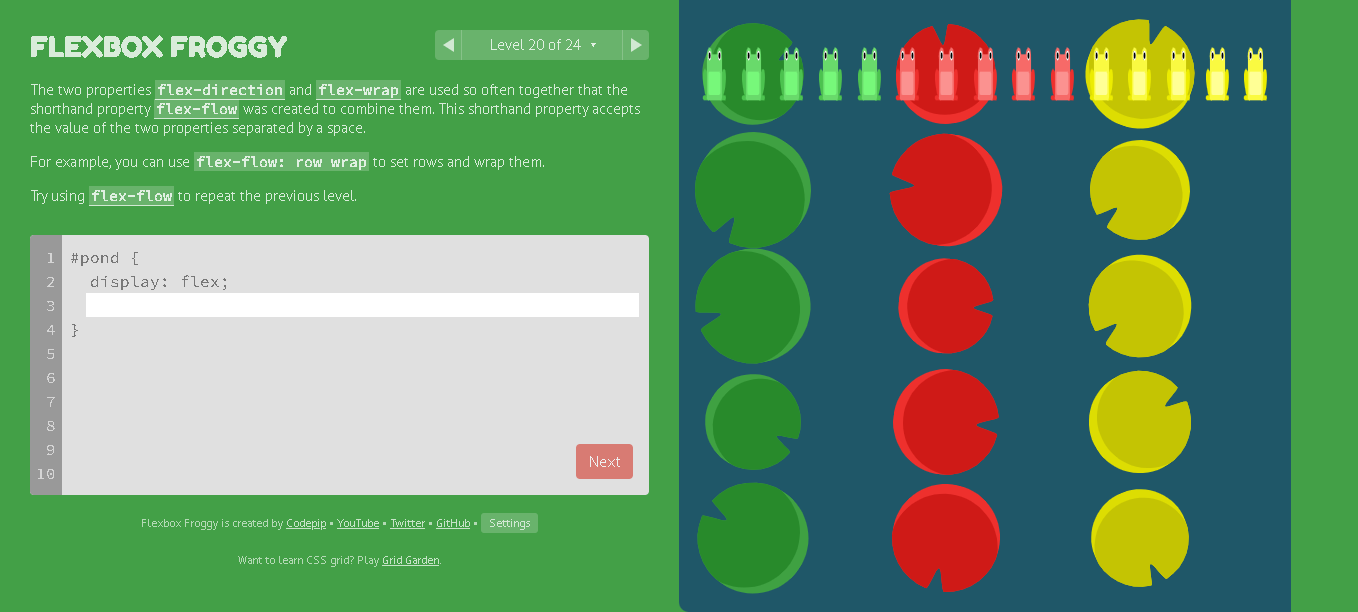 FLEXBOX FROGGY
Level 20 of 24
The two properties flex-direction and flex-wrap are used so often together that the
shorthand property flex-flow was created to combine them. This shorthand property accepts
the value of the two properties separated by a space.
For example, you can use flex-flow: row wrap to set rows and wrap them.
Try using flex-flow to repeat the previous level.
1 #pond {
2 display: flex;
3
4 }
5
6
7
8
9
10
Next
Flexbox Froggy is created by Codepip • YouTube • Twitter • GitHub • Settings
Want to learn CSS grid? Play Grid Garden.